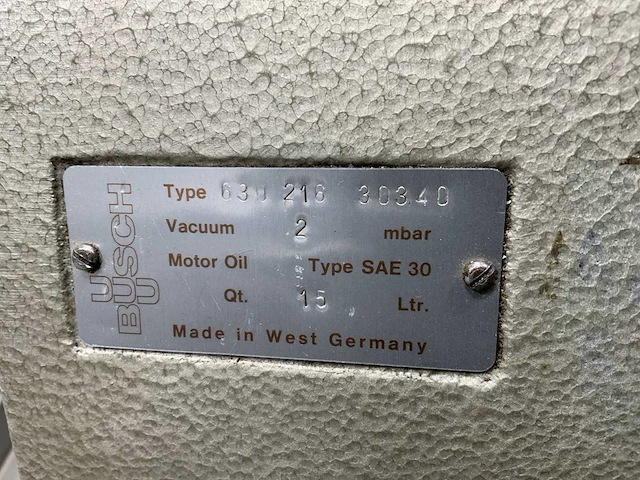 BUSCH
Type 630 216 30340
Vacuum 2 mbar
Motor Oil Type SAE 30
Qt. 15 Ltr.
Made in West Germany